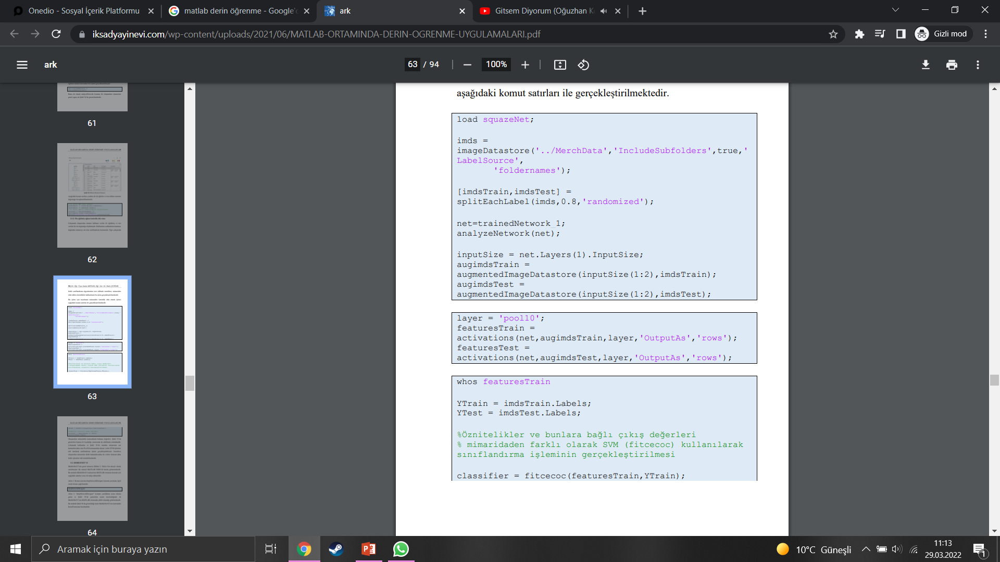 Onedio - Sosyal İçerik Platformu
matlab derin öğrenme - Google'd
ark
Gitsem Diyorum (Oğuzhan K
iksadyayinevi.com/wp-content/uploads/2021/06/MATLAB-ORTAMINDA-DERIN-OGRENME-UYGULAMALARI.pdf
Gizli mod
ark
63 / 94
100%
61
62
63
64
aşağıdaki komut satırları ile gerçekleştirilmektedir.
load squazeNet;
imds =
imageDatastore('../MerchData','IncludeSubfolders',true,'
LabelSource',
'foldernames');
[imdsTrain,imdsTest] =
splitEachLabel(imds,0.8,'randomized');
net=trainedNetwork_1;
analyzeNetwork(net);
inputSize = net.Layers(1).InputSize;
augimdsTrain =
augmentedImageDatastore(inputSize(1:2),imdsTrain);
augimdsTest =
augmentedImageDatastore(inputSize(1:2),imdsTest);
layer = 'pool10';
featuresTrain =
activations(net,augimdsTrain,layer,'OutputAs','rows');
featuresTest =
activations(net,augimdsTest,layer,'OutputAs','rows');
whos featuresTrain
YTrain = imdsTrain.Labels;
YTest = imdsTest.Labels;
%Öznitelikler ve bunlara bağlı çıkış değerleri
% mimaridaden farklı olarak SVM (fitcecoc) kullanılarak
sınıflandırma işleminin gerçekleştirilmesi
classifier = fitcecoc(featuresTrain,YTrain);
Aramak için buraya yazın
10°C Güneşli
11:13
29.03.2022
1